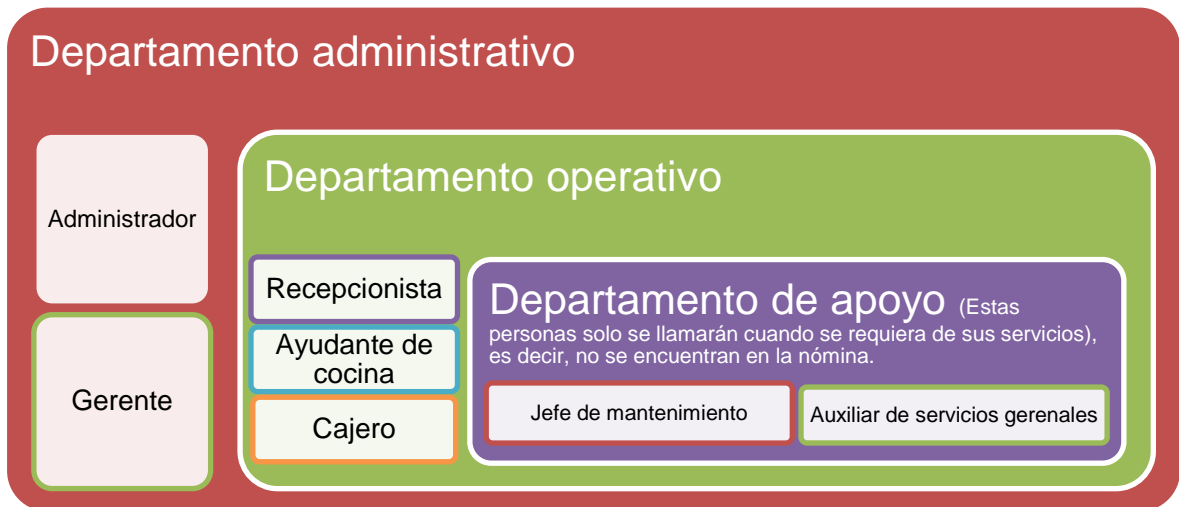 Departamento administrativo
Administrador
Gerente
Departamento operativo
Recepcionista
Ayudante de
cocina
Cajero
Departamento de apoyo (Estas
personas solo se llamarán cuando se requiera de sus servicios),
es decir, no se encuentran en la nómina.
Jefe de mantenimiento
Auxiliar de servicios gerenales